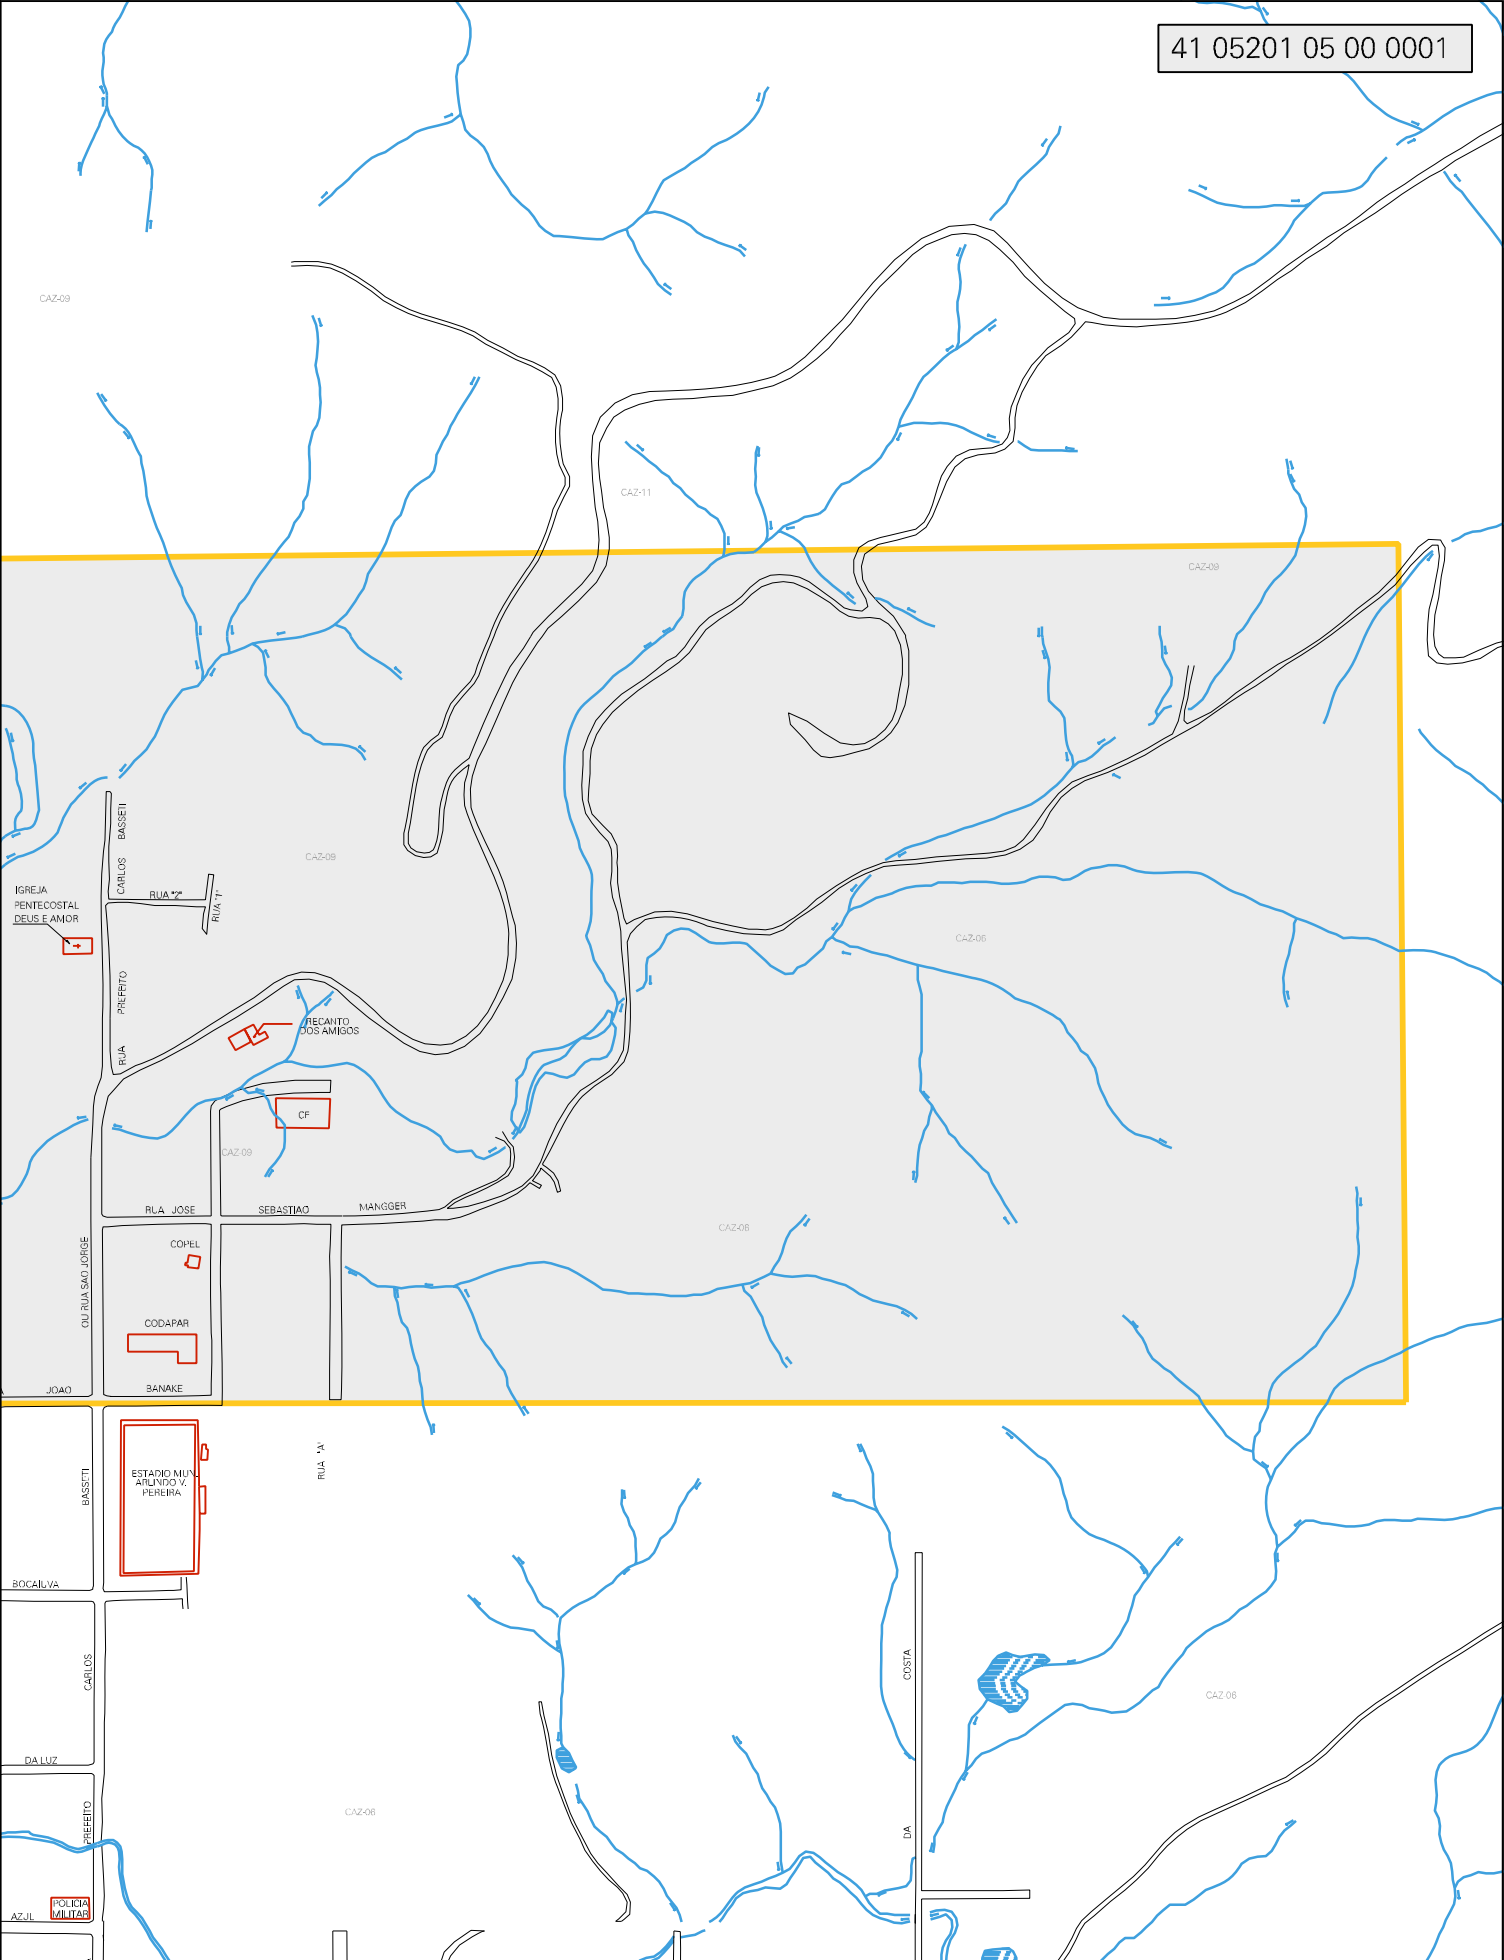 41 05201 05 00 0001
CAZ-09
CAZ-11
CAZ-09
BASSETI
CARLOS
CAZ-09
RUA "2"
RUA "1"
IGREJA
PENTECOSTAL
DEUS E AMOR
CAZ-06
PREFEITO
RECANTO
DOS AMIGOS
RUA
CF
CAZ-09
RUA JOSE
SEBASTIAO
MANGGER
CAZ-08
COPEL
OU RUA SAO JORGE
CODAPAR
JOAO
BANAKE
RUA "A"
ESTADIO MUN.
ARLINDO V.
PEREIRA
BASSETI
BOCAIUVA
CARLOS
COSTA
CAZ-06
DA LUZ
PREFEITO
CAZ-06
DA
POLICIA
MILITAR
AZUL